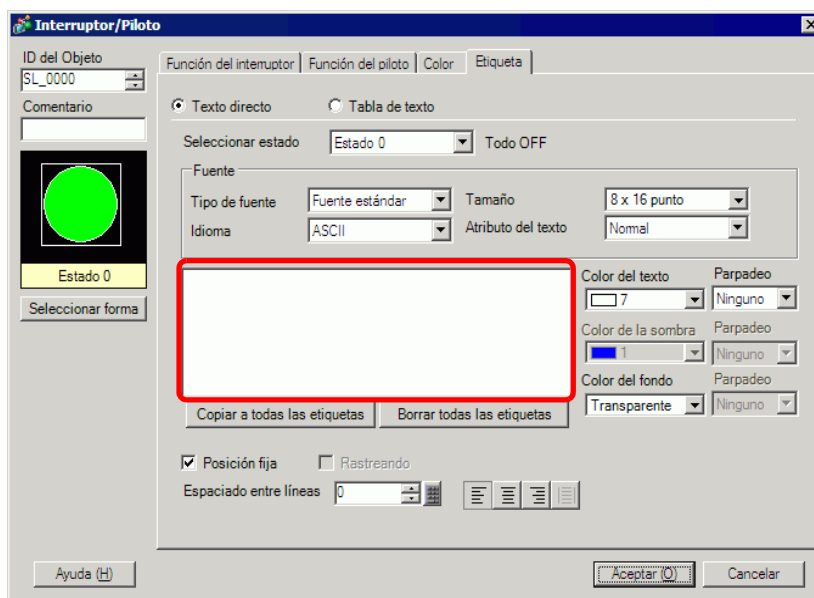 Interruptor/Piloto
ID del Objeto
SL_0000
Comentario
Estado 0
Seleccionar forma
Función del interruptor
Función del piloto
Color
Etiqueta
Texto directo
Tabla de texto
Seleccionar estado
Estado 0
Todo OFF
Fuente
Tipo de fuente
Fuente estándar
Tamaño
8 x 16 punto
Idioma
ASCII
Atributo del texto
Normal
Color del texto
Parpadeo
7
Ninguno
Color de la sombra
Parpadeo
1
Ninguno
Color del fondo
Parpadeo
Transparente
Ninguno
Copiar a todas las etiquetas
Borrar todas las etiquetas
Posición fija
Rastreando
Espaciado entre líneas
0
Ayuda (H)
Aceptar (O)
Cancelar